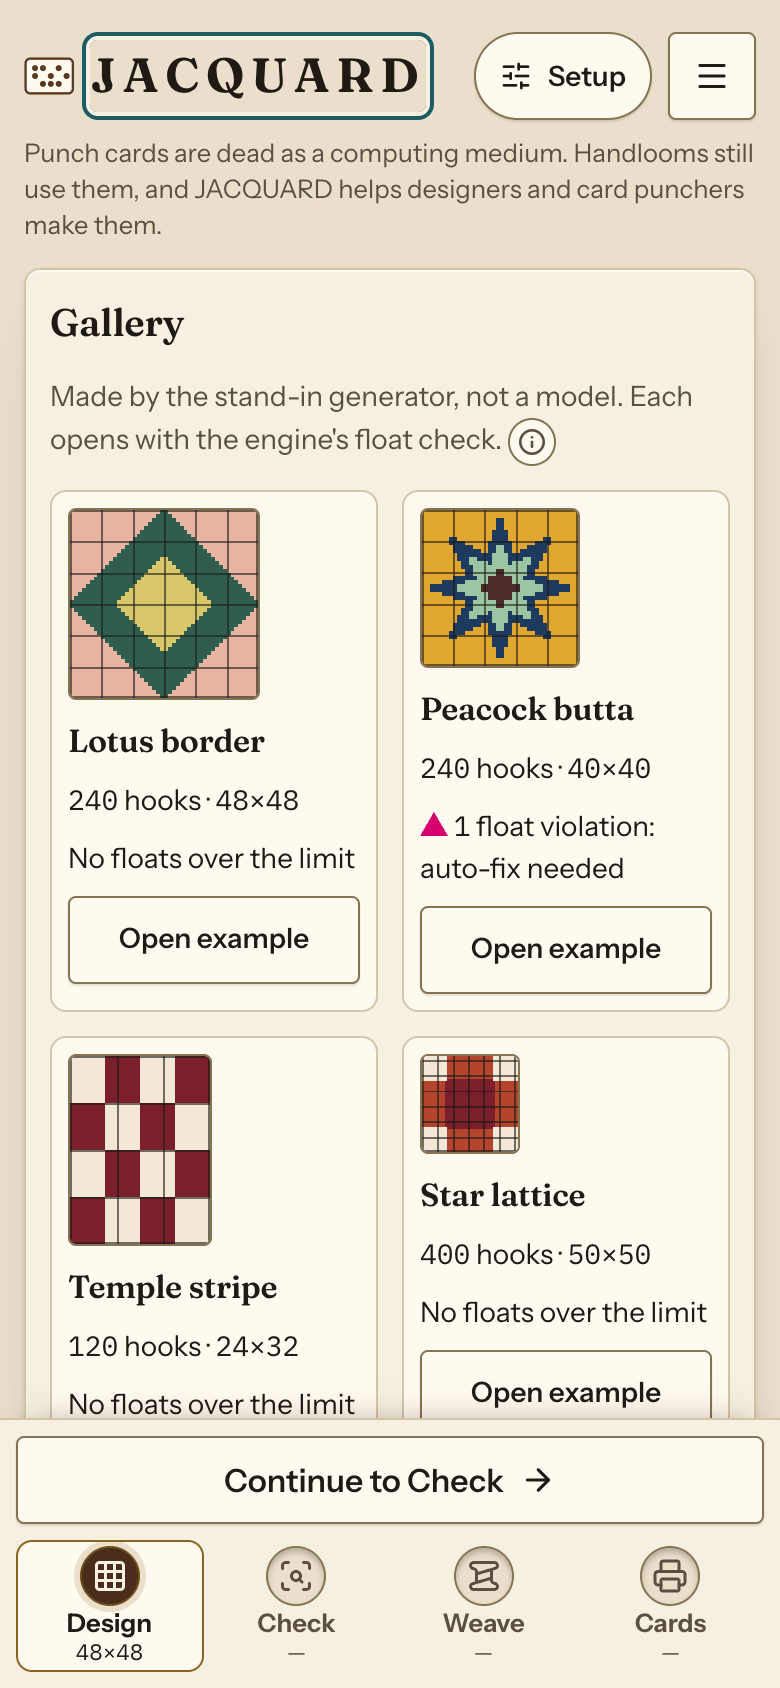 JACQUARD
Setup
Punch cards are dead as a computing medium. Handlooms still
use them, and JACQUARD helps designers and card punchers
make them.
Gallery
Made by the stand-in generator, not a model. Each
opens with the engine's float check.
Lotus border
240 hooks · 48×48
No floats over the limit
Open example
Peacock butta
240 hooks · 40×40
1 float violation:
auto-fix needed
Open example
Temple stripe
120 hooks · 24×32
No floats over the limit
Star lattice
400 hooks · 50×50
No floats over the limit
Open example
Continue to Check
Design
48×48
Check
—
Weave
—
Cards
—